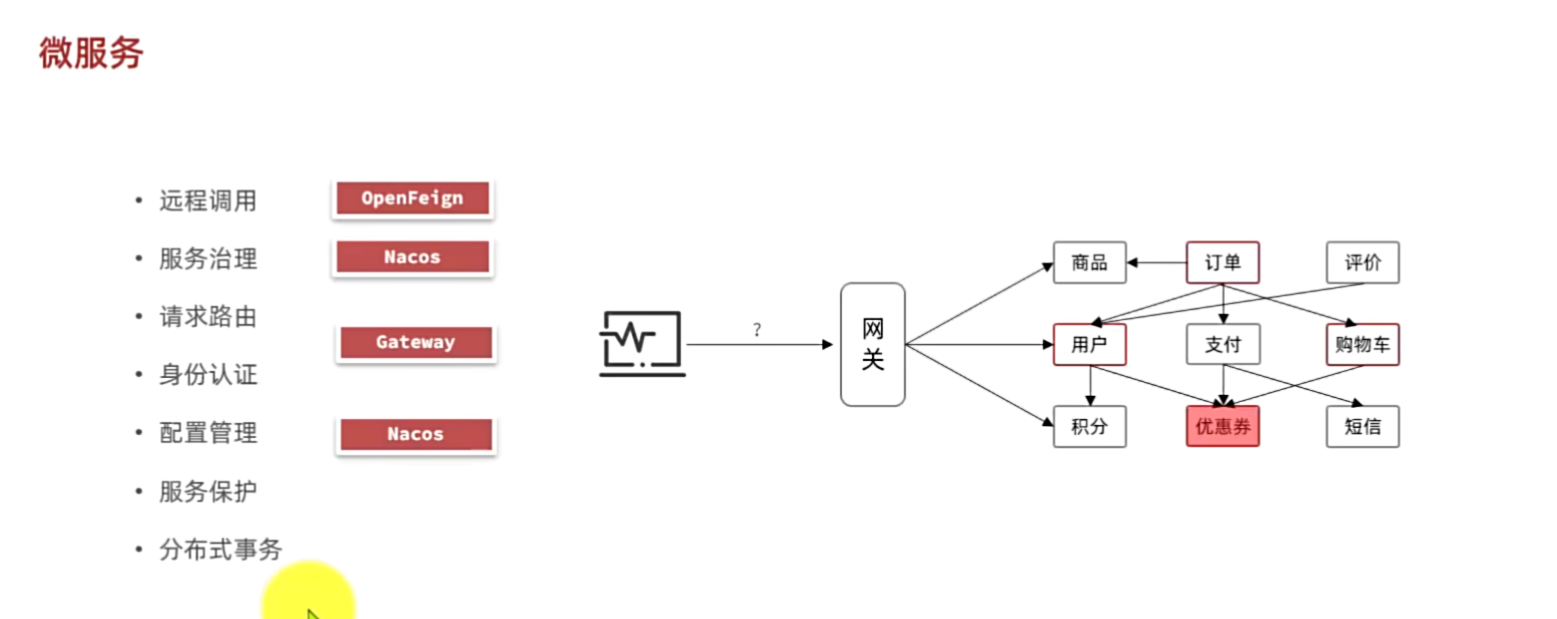 微服务
• 远程调用 OpenFeign
• 服务治理 Nacos
• 请求路由
Gateway
• 身份认证
• 配置管理 Nacos
• 服务保护
• 分布式事务
?
网关
商品 订单 评价
用户 支付 购物车
积分 优惠券 短信